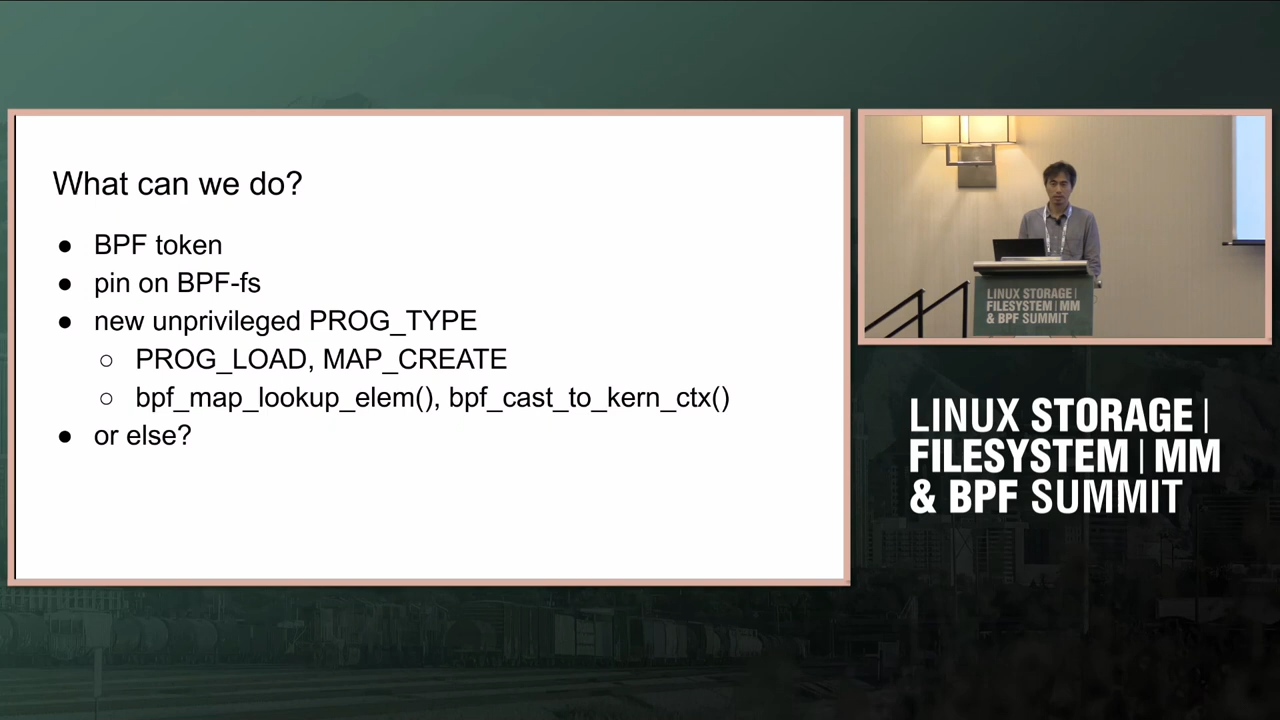 What can we do?
● BPF token
● pin on BPF-fs
● new unprivileged PROG_TYPE
○ PROG_LOAD, MAP_CREATE
○ bpf_map_lookup_elem(), bpf_cast_to_kern_ctx()
● or else?
LINUX STORAGE |
FILESYSTEM | MM
& BPF SUMMIT
LINUX STORAGE |
FILESYSTEM | MM
& BPF SUMMIT